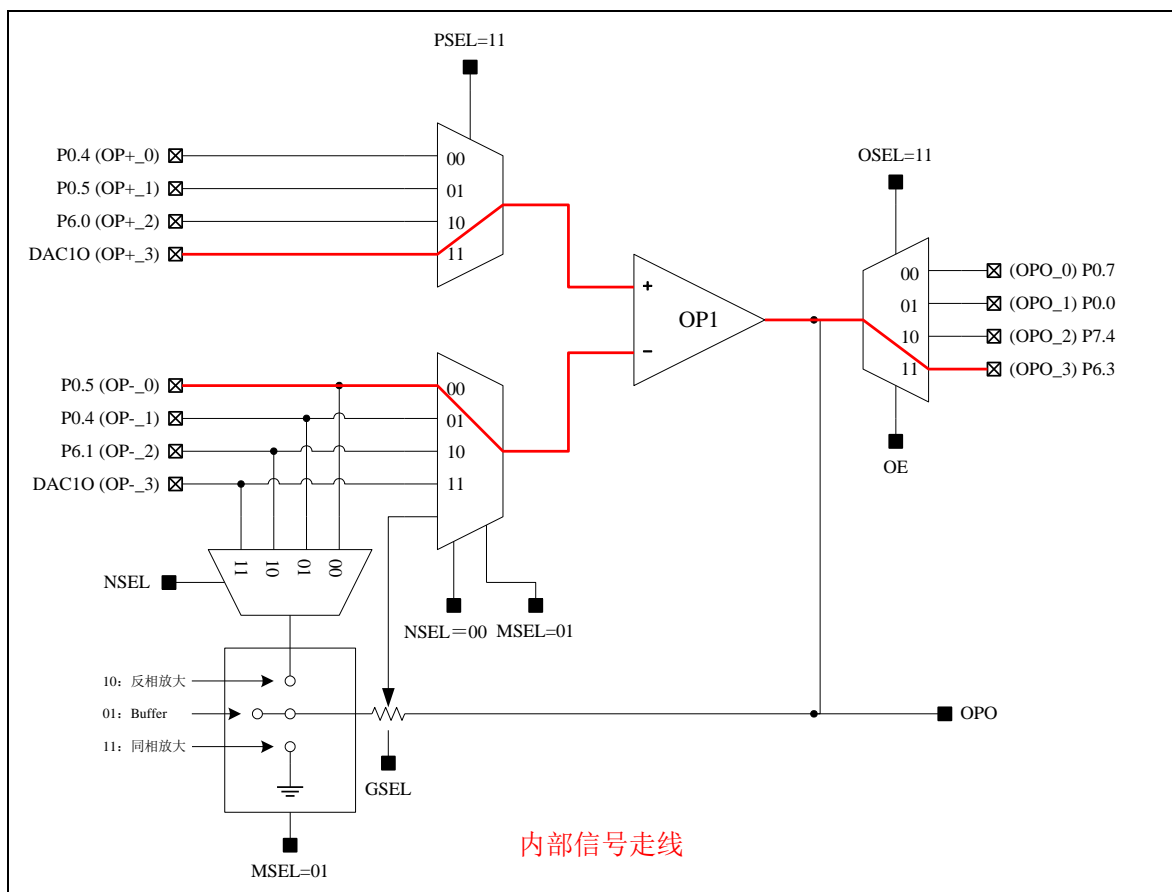 PSEL=11
P0.4 (OP+_0)
P0.5 (OP+_1)
P6.0 (OP+_2)
DAC1O (OP+_3)
00
01
10
11
OSEL=11
00
01
10
11
(OPO_0) P0.7
(OPO_1) P0.0
(OPO_2) P7.4
(OPO_3) P6.3
OE
+
OP1
−
P0.5 (OP-_0)
P0.4 (OP-_1)
P6.1 (OP-_2)
DAC1O (OP-_3)
00
01
10
11
11
10
01
00
NSEL
NSEL=00
MSEL=01
10：反相放大
01：Buffer
11：同相放大
GSEL
OPO
MSEL=01
内部信号走线